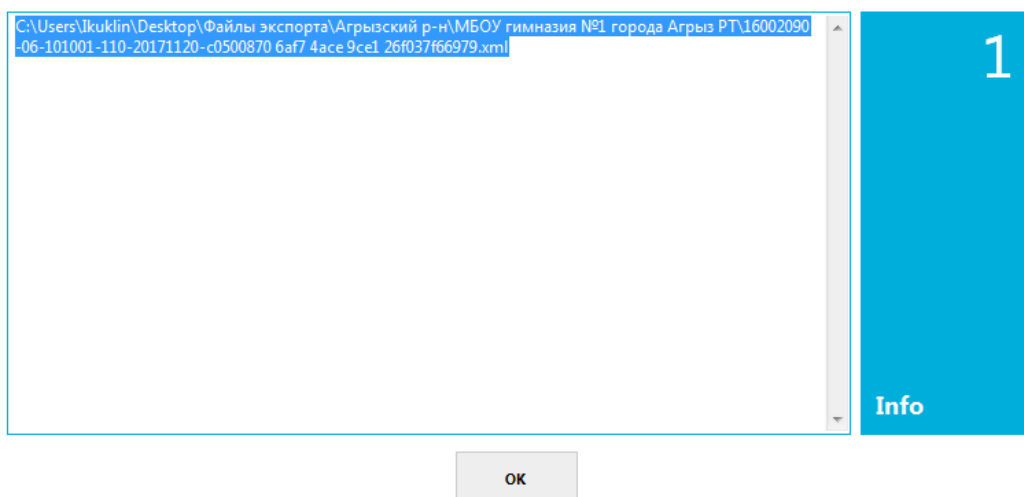 C:\Users\Ikuklin\Desktop\Файлы экспорта\Агрызский р-н\МБОУ гимназия №1 города Агрыз РТ\16002090
-06-101001-110-20171120-c0500870 6af7 4ace 9ce1 26f037f66979.xml
1
Info
ОК